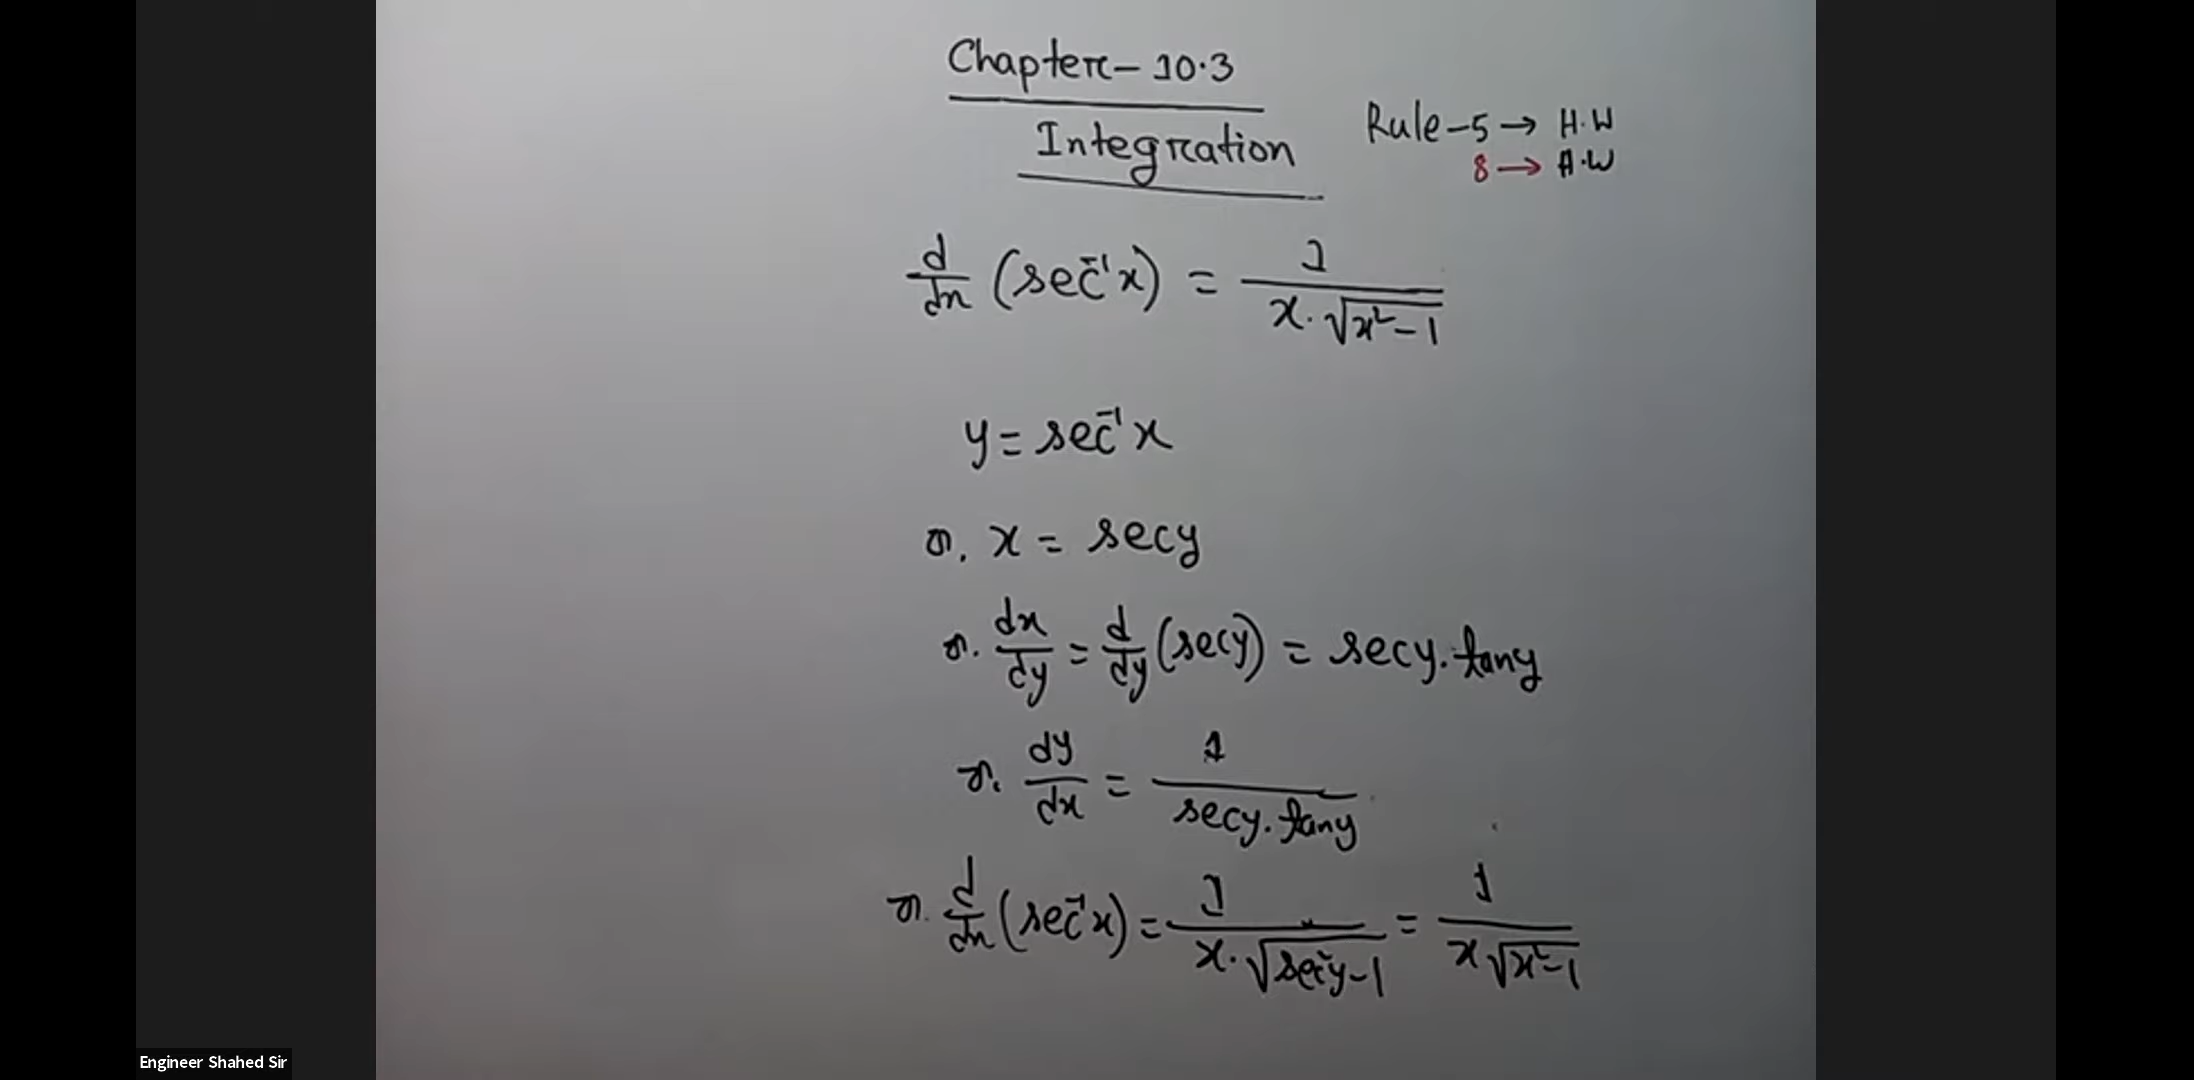 Chapter - 10.3
Integration
Rule-5 → H.W
8 → A.W
d/dx (sec⁻¹x) = 1/(x.√(x²-1))
y = sec⁻¹x
বা, x = secy
বা, dx/dy = d/dy (secy) = secy.tany
বা, dy/dx = 1/(secy.tany)
বা, d/dx (sec⁻¹x) = 1/(x.√(sec²y-1)) = 1/(x√(x²-1))
Engineer Shahed Sir